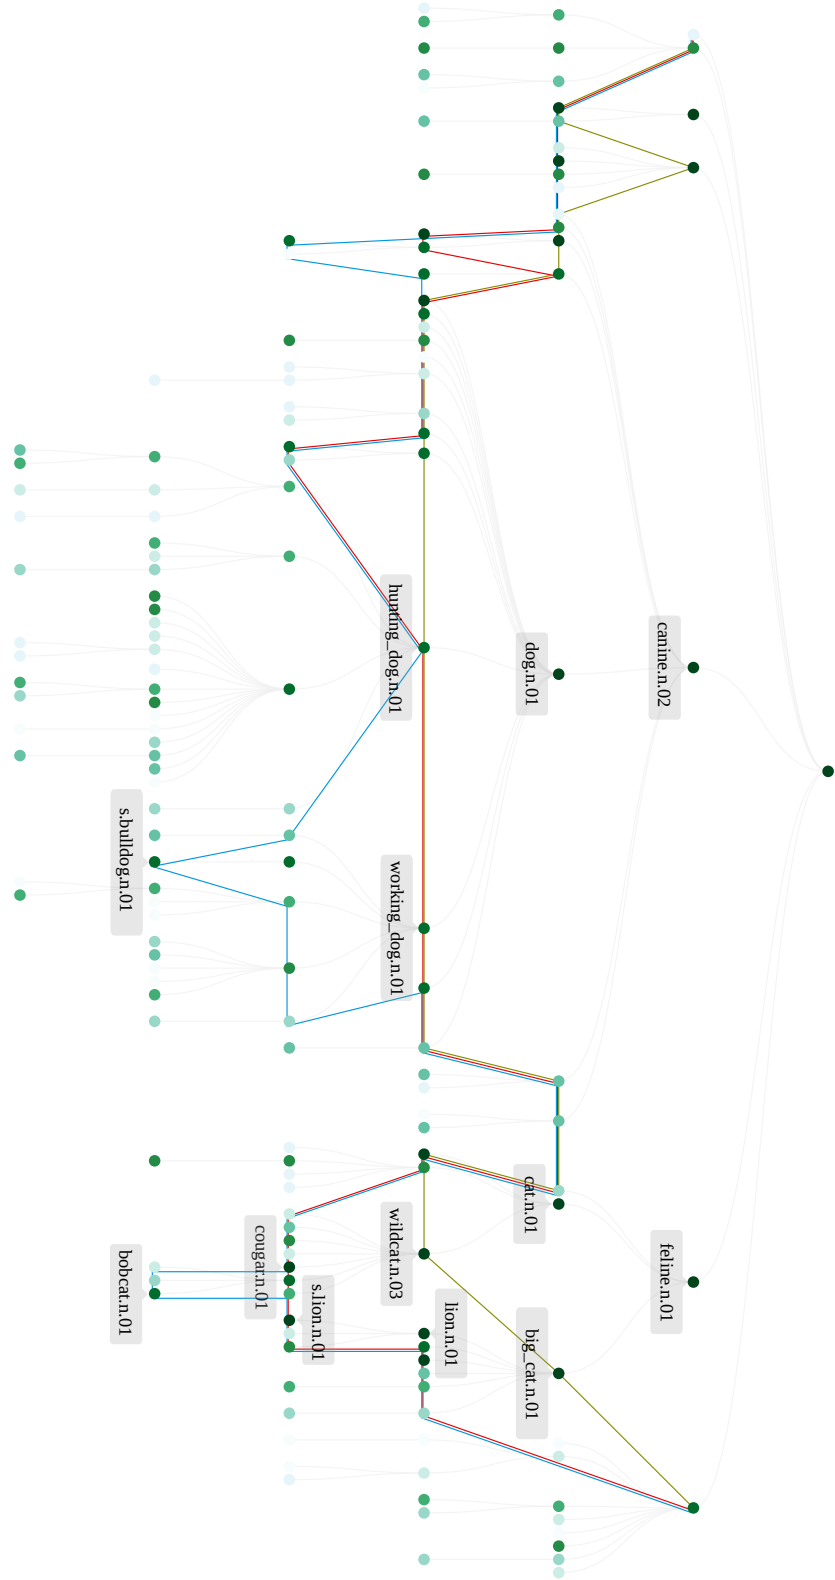 hunting_dog.n.01
dog.n.01
canine.n.02
s.bulldog.n.01
working_dog.n.01
cat.n.01
wildcat.n.03
cougar.n.01
bobcat.n.01
feline.n.01
s.lion.n.01
lion.n.01
big_cat.n.01